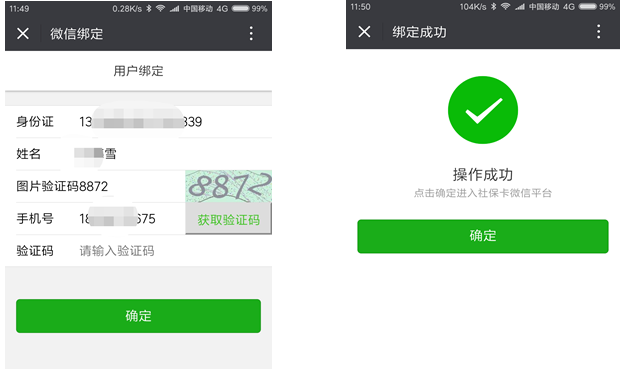 11:49 0.28K/s 中国移动 4G 99%
微信绑定
用户绑定
身份证 13 839
姓名 雪
图片验证码8872 8872
手机号 18 675 获取验证码
验证码 请输入验证码
确定
11:50 104K/s 中国移动 4G 99%
绑定成功
操作成功
点击确定进入社保卡微信平台
确定